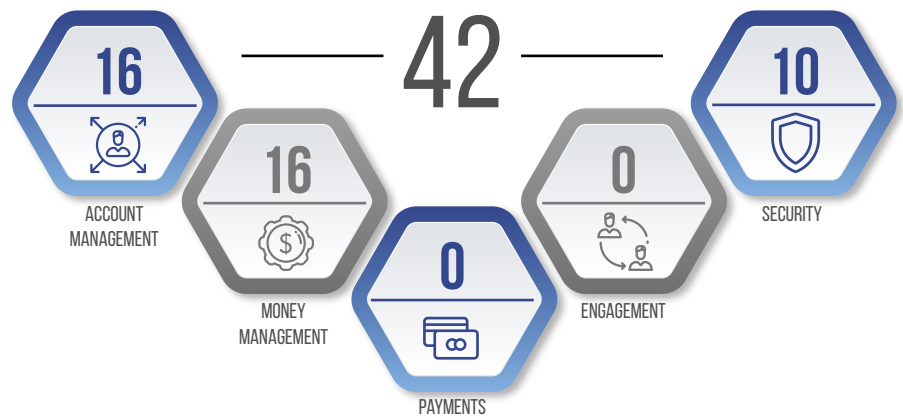 42
16
ACCOUNT
MANAGEMENT
16
$
MONEY
MANAGEMENT
0
PAYMENTS
0
ENGAGEMENT
10
SECURITY